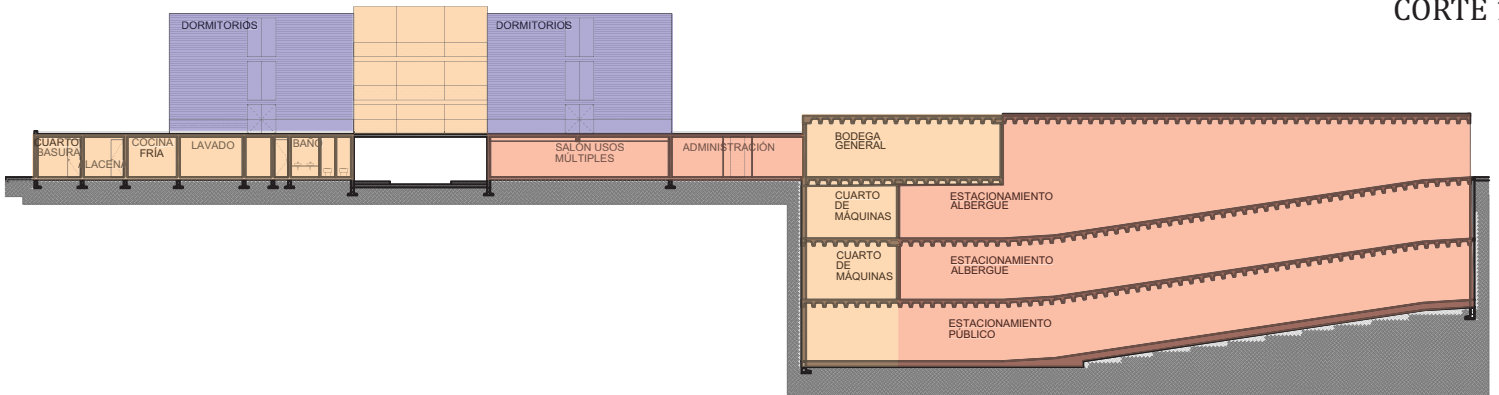 CORTE
DORMITORIOS
DORMITORIOS
CUARTO
BASURA
ALACENA
COCINA
FRÍA
LAVADO
BAÑO
SALÓN USOS
MÚLTIPLES
ADMINISTRACIÓN
BODEGA
GENERAL
CUARTO
DE
MÁQUINAS
ESTACIONAMIENTO
ALBERGUE
CUARTO
DE
MÁQUINAS
ESTACIONAMIENTO
ALBERGUE
ESTACIONAMIENTO
PÚBLICO